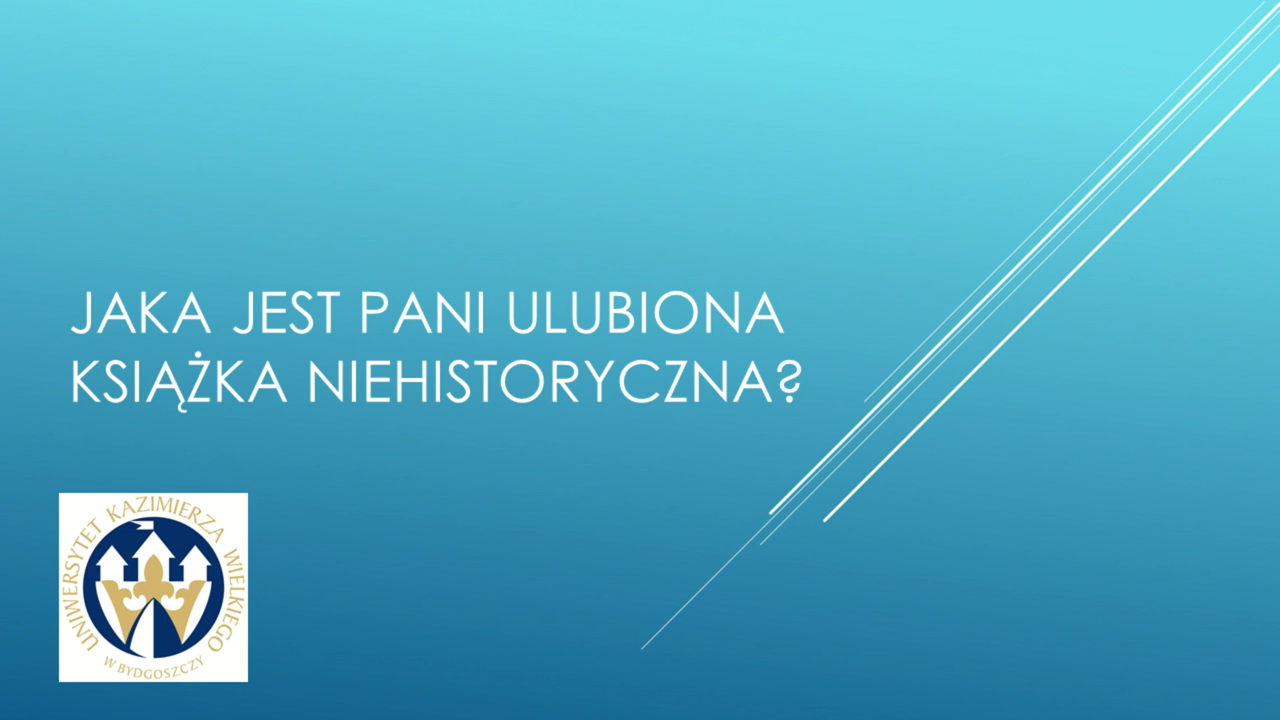 JAKA JEST PANI ULUBIONA
KSIĄŻKA NIEHISTORYCZNA?
UNIWERSYTET KAZIMIERZA WIELKIEGO
W BYDGOSZCZY